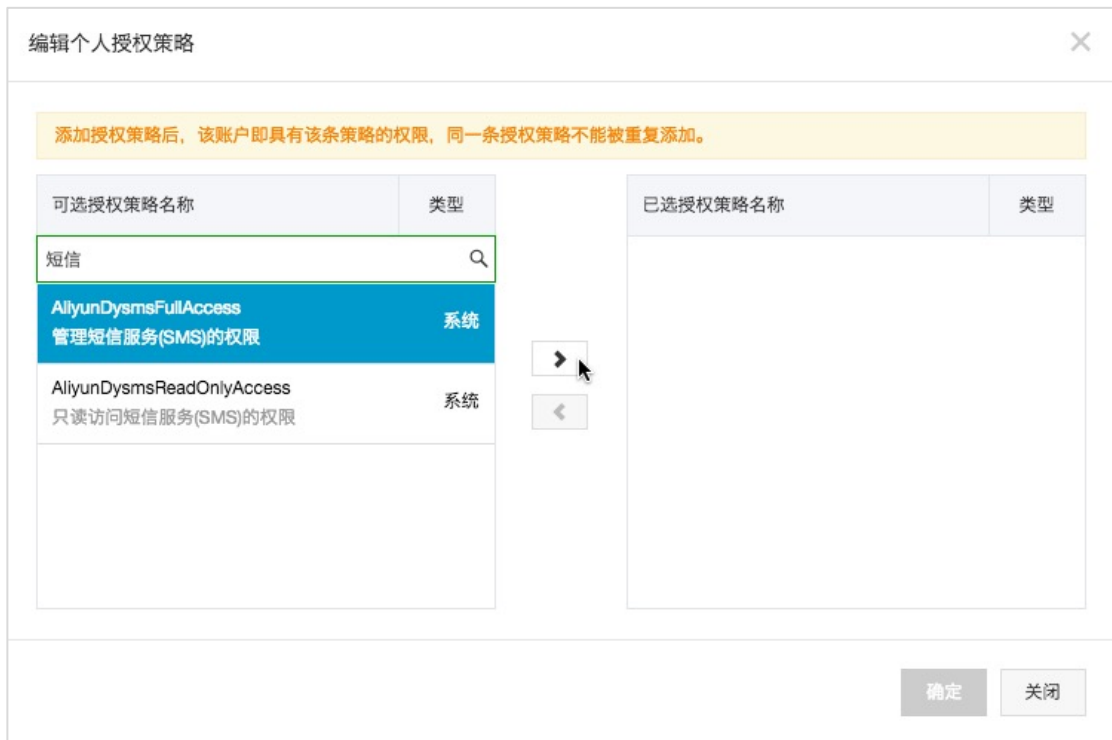 编辑个人授权策略
添加授权策略后，该账户即具有该条策略的权限，同一条授权策略不能被重复添加。
可选授权策略名称 类型
已选授权策略名称 类型
短信
AliyunDysmsFullAccess
管理短信服务(SMS)的权限
系统
AliyunDysmsReadOnlyAccess
只读访问短信服务(SMS)的权限
系统
确定 关闭